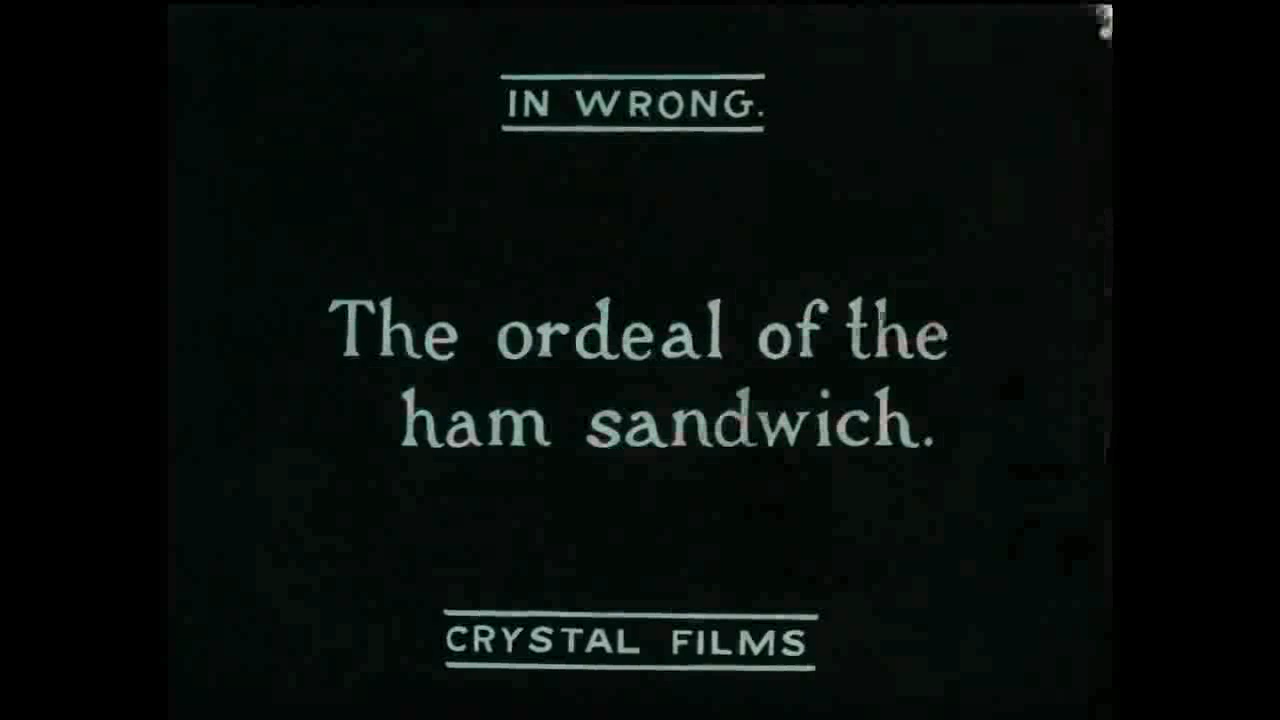 IN WRONG.
The ordeal of the
ham sandwich.
CRYSTAL FILMS